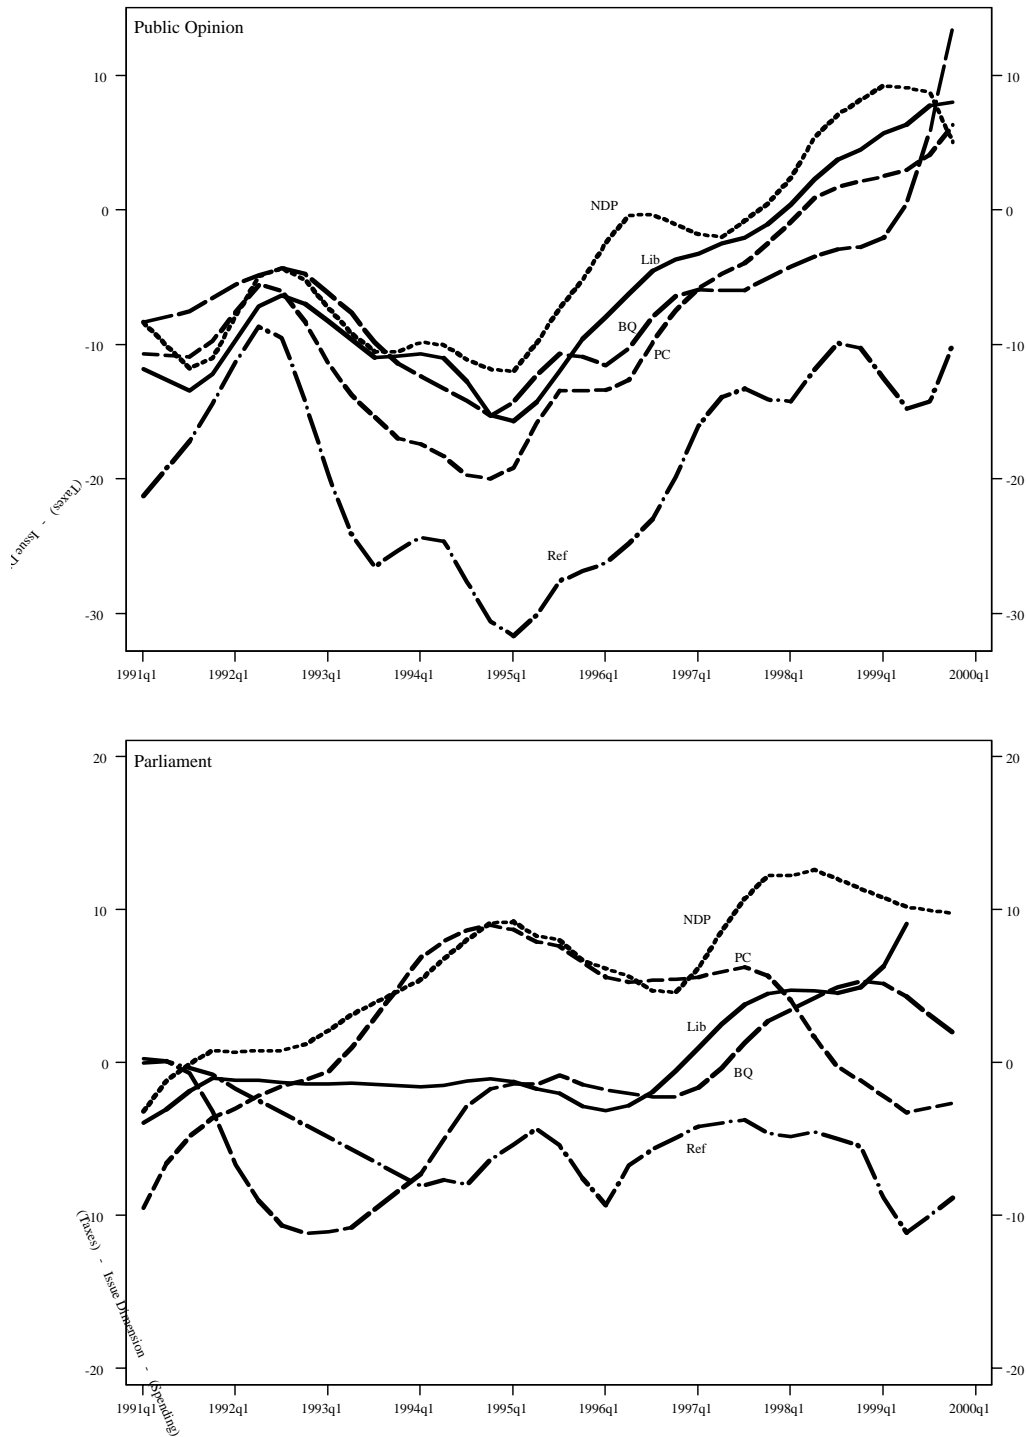 Public Opinion
10
10
0
0
-10
-10
-20
-20
-30
-30
(Taxes) - Issue D
NDP
Lib
BQ
PC
Ref
1991q1 1992q1 1993q1 1994q1 1995q1 1996q1 1997q1 1998q1 1999q1 2000q1
Parliament
20
20
10
10
0
0
-10
-10
-20
-20
(Taxes) - Issue Dimension - (Spending)
NDP
PC
Lib
BQ
Ref
1991q1 1992q1 1993q1 1994q1 1995q1 1996q1 1997q1 1998q1 1999q1 2000q1